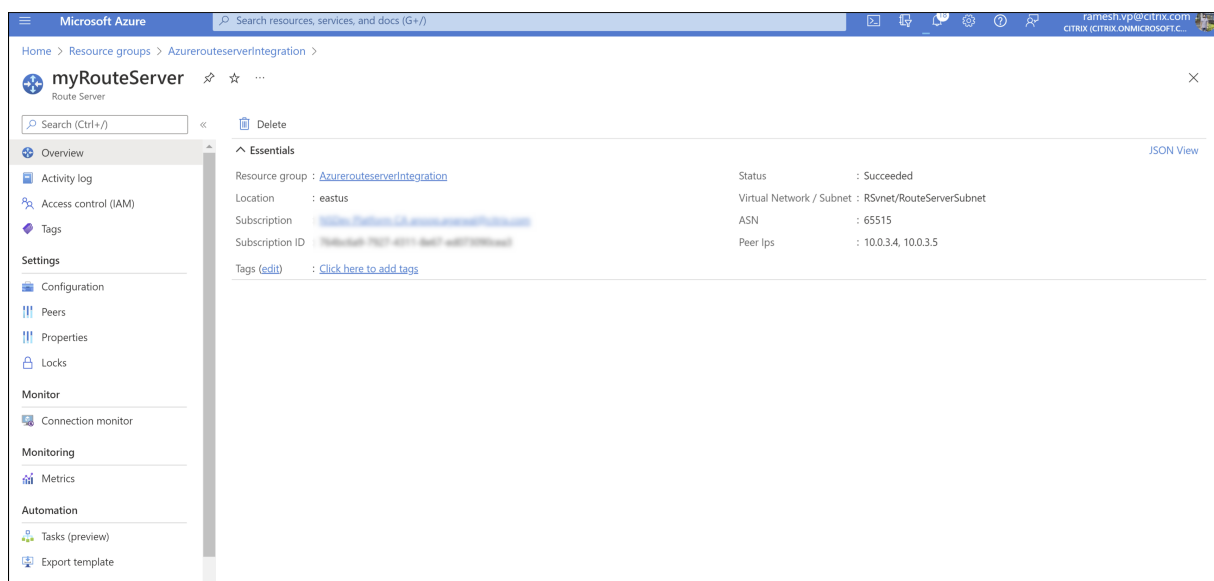 Microsoft Azure
Search resources, services, and docs (G+/)
ramesh.vp@citrix.com
CITRIX (CITRIX.ONMICROSOFT.C...
Home > Resource groups > AzurerouteserverIntegration >
myRouteServer
Route Server
Search (Ctrl+/)
«
Delete
Overview
Activity log
Access control (IAM)
Tags
Settings
Configuration
Peers
Properties
Locks
Monitor
Connection monitor
Monitoring
Metrics
Automation
Tasks (preview)
Export template
Essentials
JSON View
Resource group : AzurerouteserverIntegration
Location : eastus
Subscription :
Subscription ID :
Tags (edit) : Click here to add tags
Status : Succeeded
Virtual Network / Subnet : RSvnet/RouteServerSubnet
ASN : 65515
Peer Ips : 10.0.3.4, 10.0.3.5